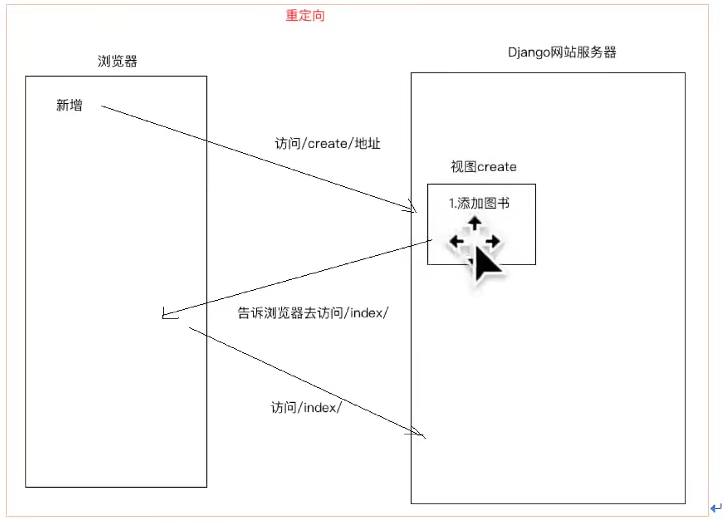 重定向
浏览器
Django网站服务器
新增
访问/create/地址
视图create
1.添加图书
告诉浏览器去访问/index/
访问/index/